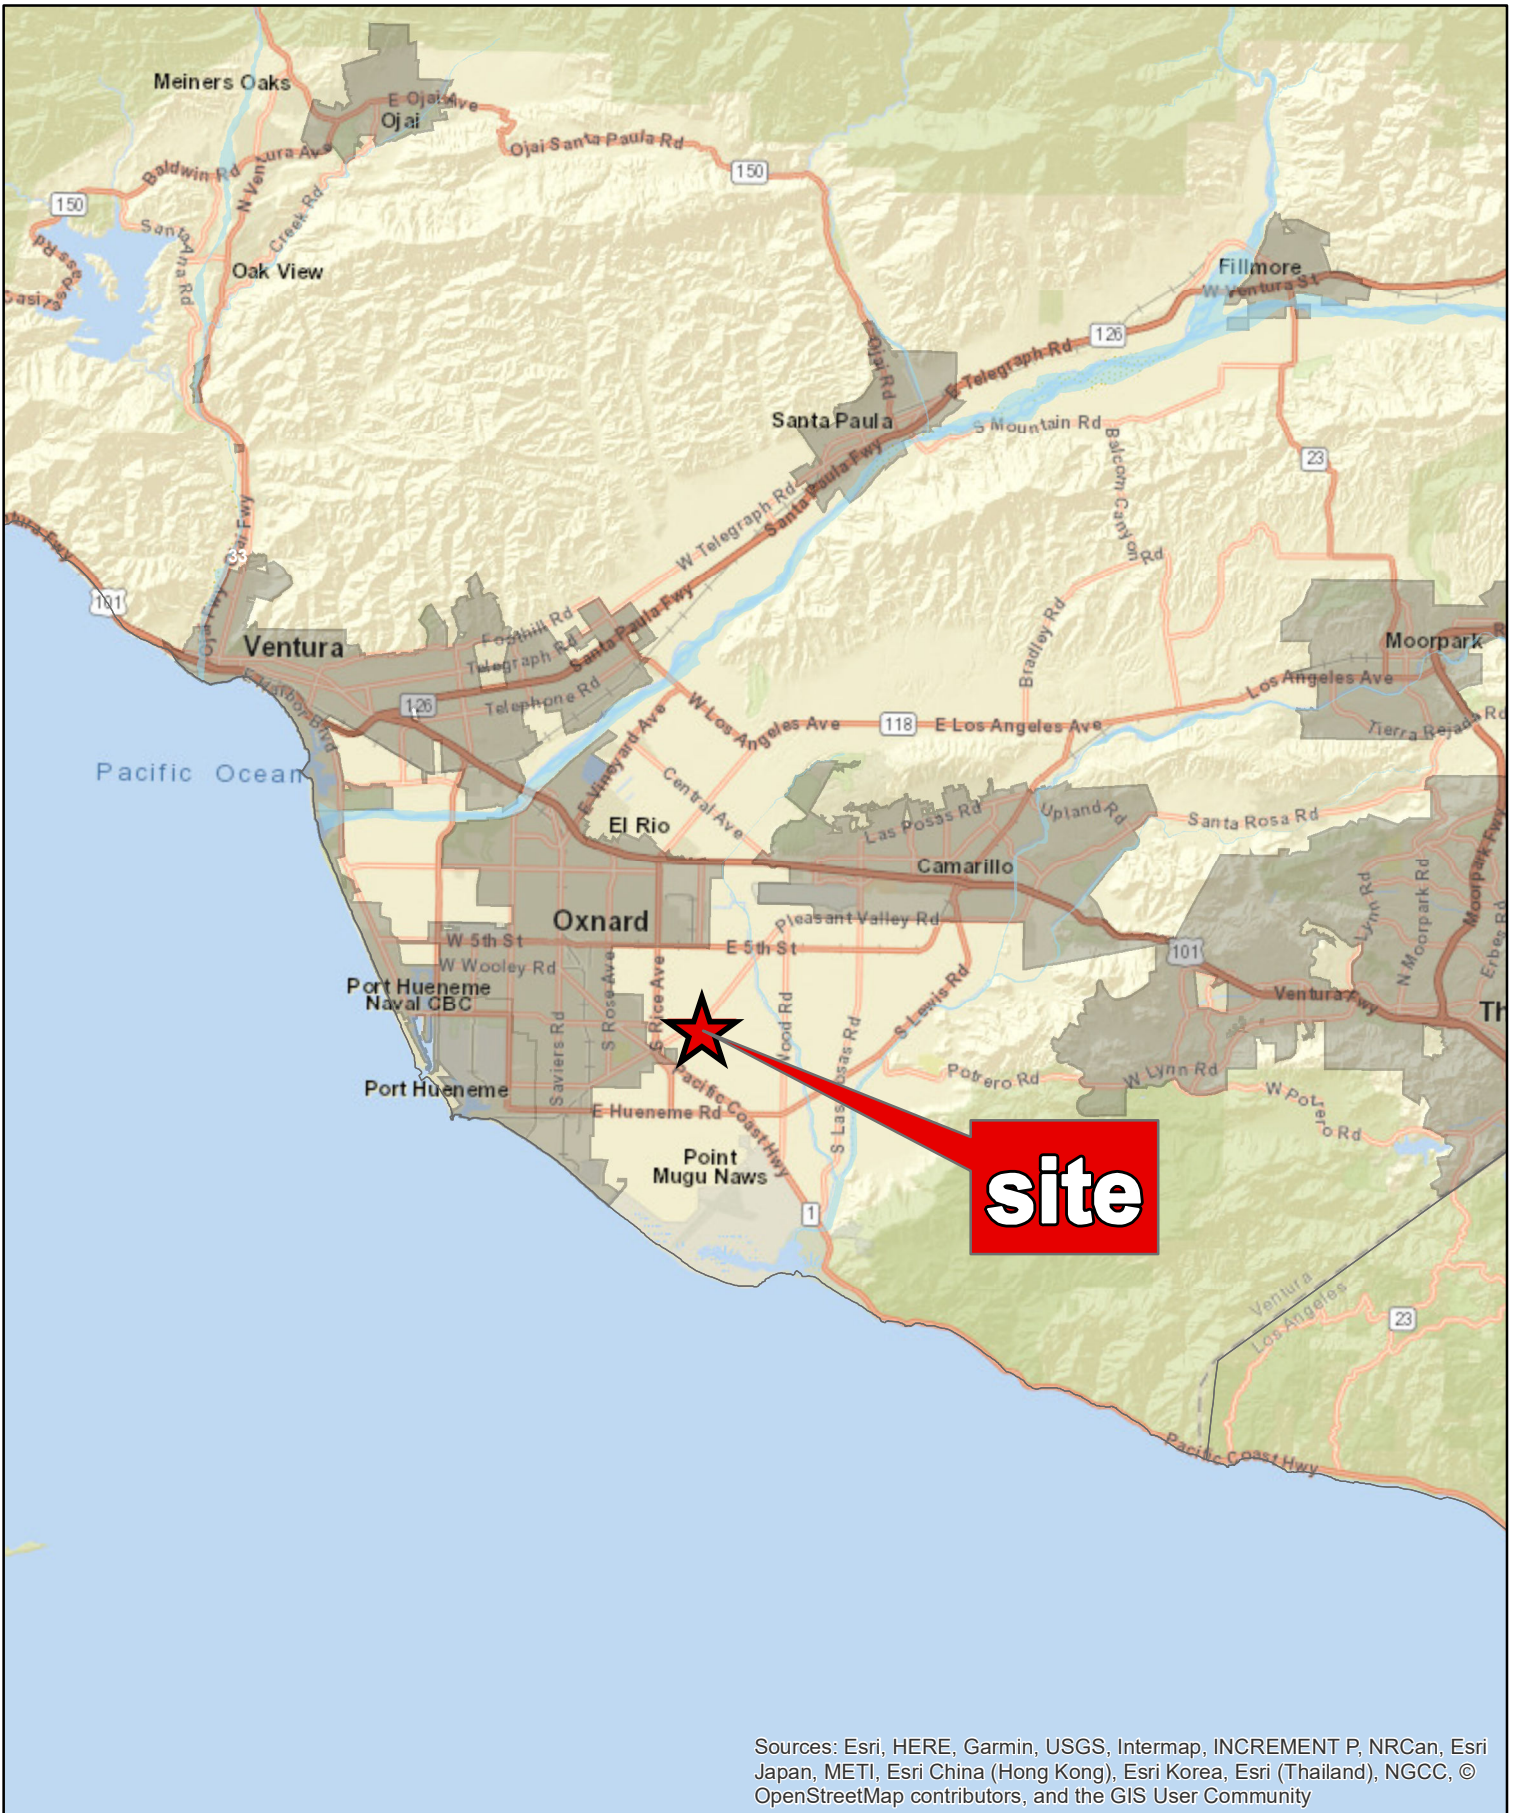 Meiners Oaks
E Ojai Ave
Ojai
Ojai Santa Paula Rd
150
Baldwin Rd
N Ventura Ave
150
Creek Rd
Santa Ana Rd
Oak View
Fillmore
W Ventura St
126
E Telegraph Rd
Ojai Rd
Santa Paula
S Mountain Rd
Balcom Canyon Rd
23
Santa Paula Fwy
W Telegraph Rd
33
101
Ventura
Foothill Rd
Telegraph Rd
Santa Paula Fwy
Telephone Rd
126
E Harbor Blvd
Bradley Rd
Moorpark
Los Angeles Ave
W Los Angeles Ave
118
E Los Angeles Ave
Tierra Rejada Rd
Pacific Ocean
E Vineyard Ave
Central Ave
El Rio
Las Posas Rd
Upland Rd
Santa Rosa Rd
Camarillo
Moorpark Fwy
Lynn Rd
N Moorpark Rd
Oxnard
Pleasant Valley Rd
W 5th St
E 5th St
101
W Wooley Rd
Port Hueneme
Naval CBC
S Rose Ave
S Rice Ave
Wood Rd
S Lewis Rd
Ventura Fwy
Th
Saviers Rd
S Las Posas Rd
Potrero Rd
W Lynn Rd
W Potrero Rd
Port Hueneme
E Hueneme Rd
Pacific Coast Hwy
Point
Mugu Naws
1
site
Ventura
Los Angeles
23
Pacific Coast Hwy
Sources: Esri, HERE, Garmin, USGS, Intermap, INCREMENT P, NRCan, Esri
Japan, METI, Esri China (Hong Kong), Esri Korea, Esri (Thailand), NGCC, ©
OpenStreetMap contributors, and the GIS User Community